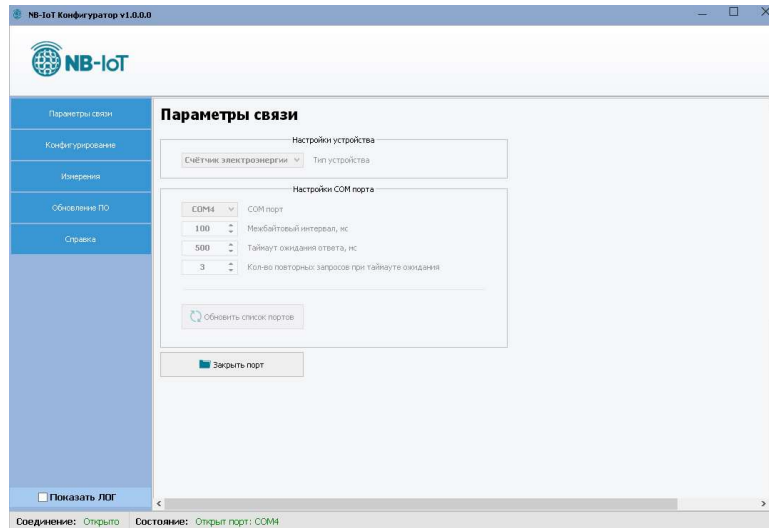 NB-IoT Конфигуратор v1.0.0.0
NB-IoT
Параметры связи
Конфигурирование
Измерения
Обновление ПО
Справка
Показать ЛОГ
Параметры связи
Настройки устройства
Счётчик электроэнергии Тип устройства
Настройки COM порта
COM4 COM порт
100 Межбайтовый интервал, мс
500 Таймаут ожидания ответа, мс
3 Кол-во повторных запросов при таймауте ожидания
Обновить список портов
Закрыть порт
Соединение: Открыто Состояние: Открыт порт: COM4